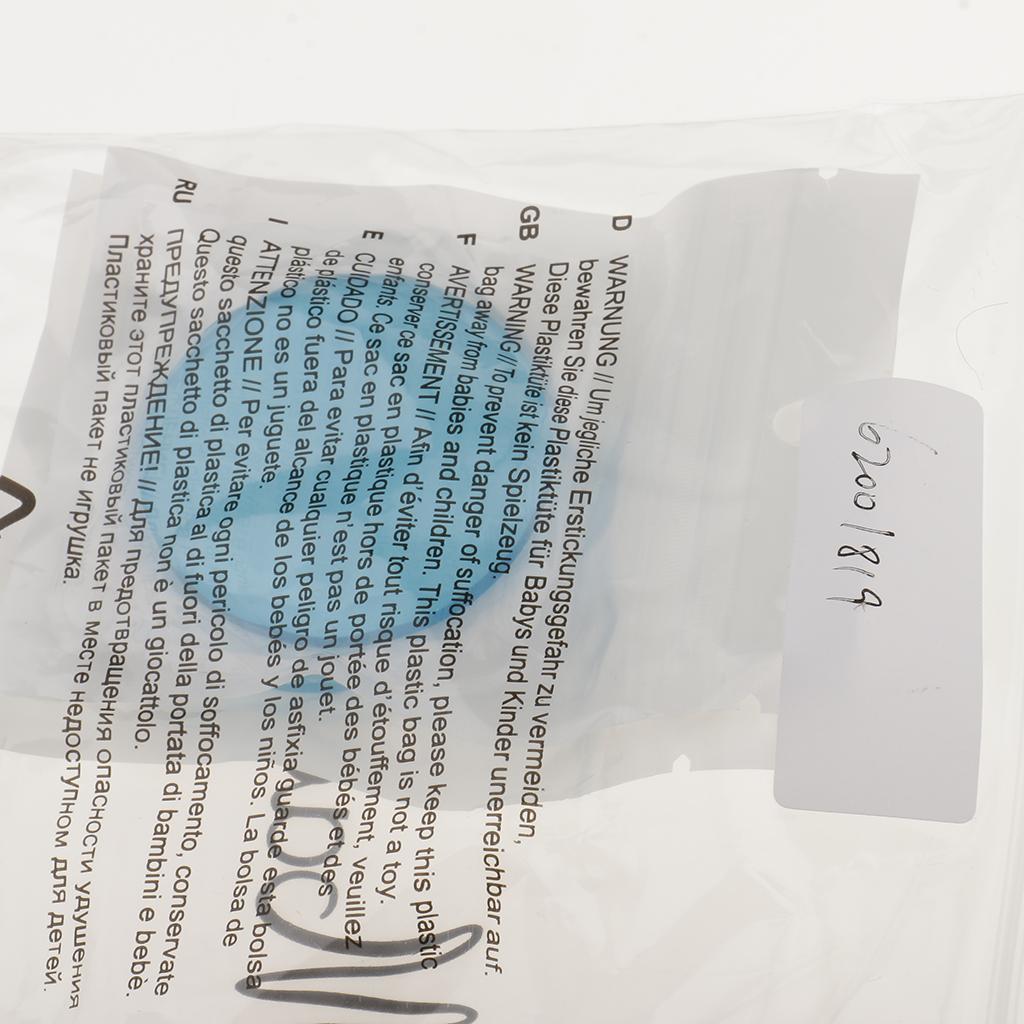 D WARNUNG // Um jegliche Erstickungsgefahr zu vermeiden,
bewahren Sie diese Plastiktüte für Babys und Kinder unerreichbar auf.
Diese Plastiktüte ist kein Spielzeug.
GB WARNING // To prevent danger of suffocation, please keep this plastic
bag away from babies and children. This plastic bag is not a toy.
F AVERTISSEMENT // Afin d'éviter tout risque d'étouffement, veuillez
conserver ce sac en plastique hors de portée des bébés et des
enfants. Ce sac en plastique n'est pas un jouet.
E CUIDADO // Para evitar cualquier peligro de asfixia guarde esta bolsa
de plástico fuera del alcance de los bebés y los niños. La bolsa de
plástico no es un juguete.
I ATTENZIONE // Per evitare ogni pericolo di soffocamento, conservate
questo sacchetto di plastica al di fuori della portata di bambini e bebè.
Questo sacchetto di plastica non è un giocattolo.
RU ПРЕДУПРЕЖДЕНИЕ! // Для предотвращения опасности удушения
храните этот пластиковый пакет в месте недоступном для детей.
Пластиковый пакет не игрушка.
62001819